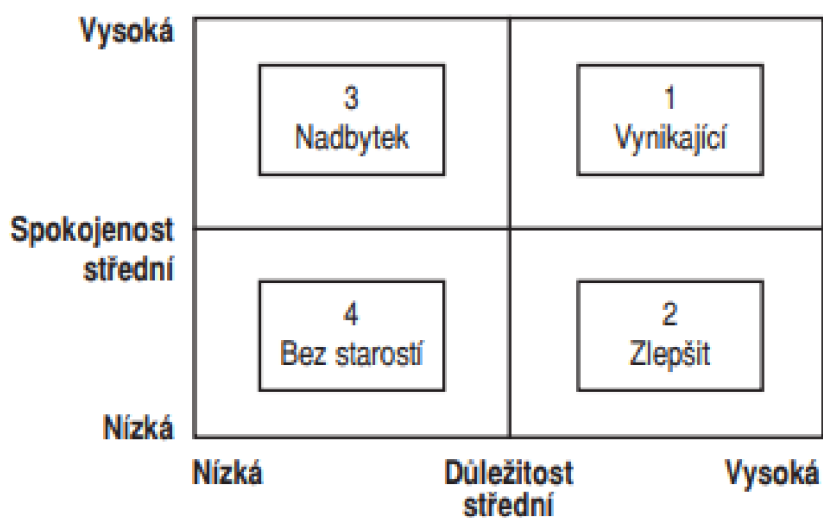 Vysoká
3
Nadbytek
1
Vynikající
Spokojenost
střední
4
Bez starostí
2
Zlepšit
Nízká
Nízká
Důležitost
střední
Vysoká